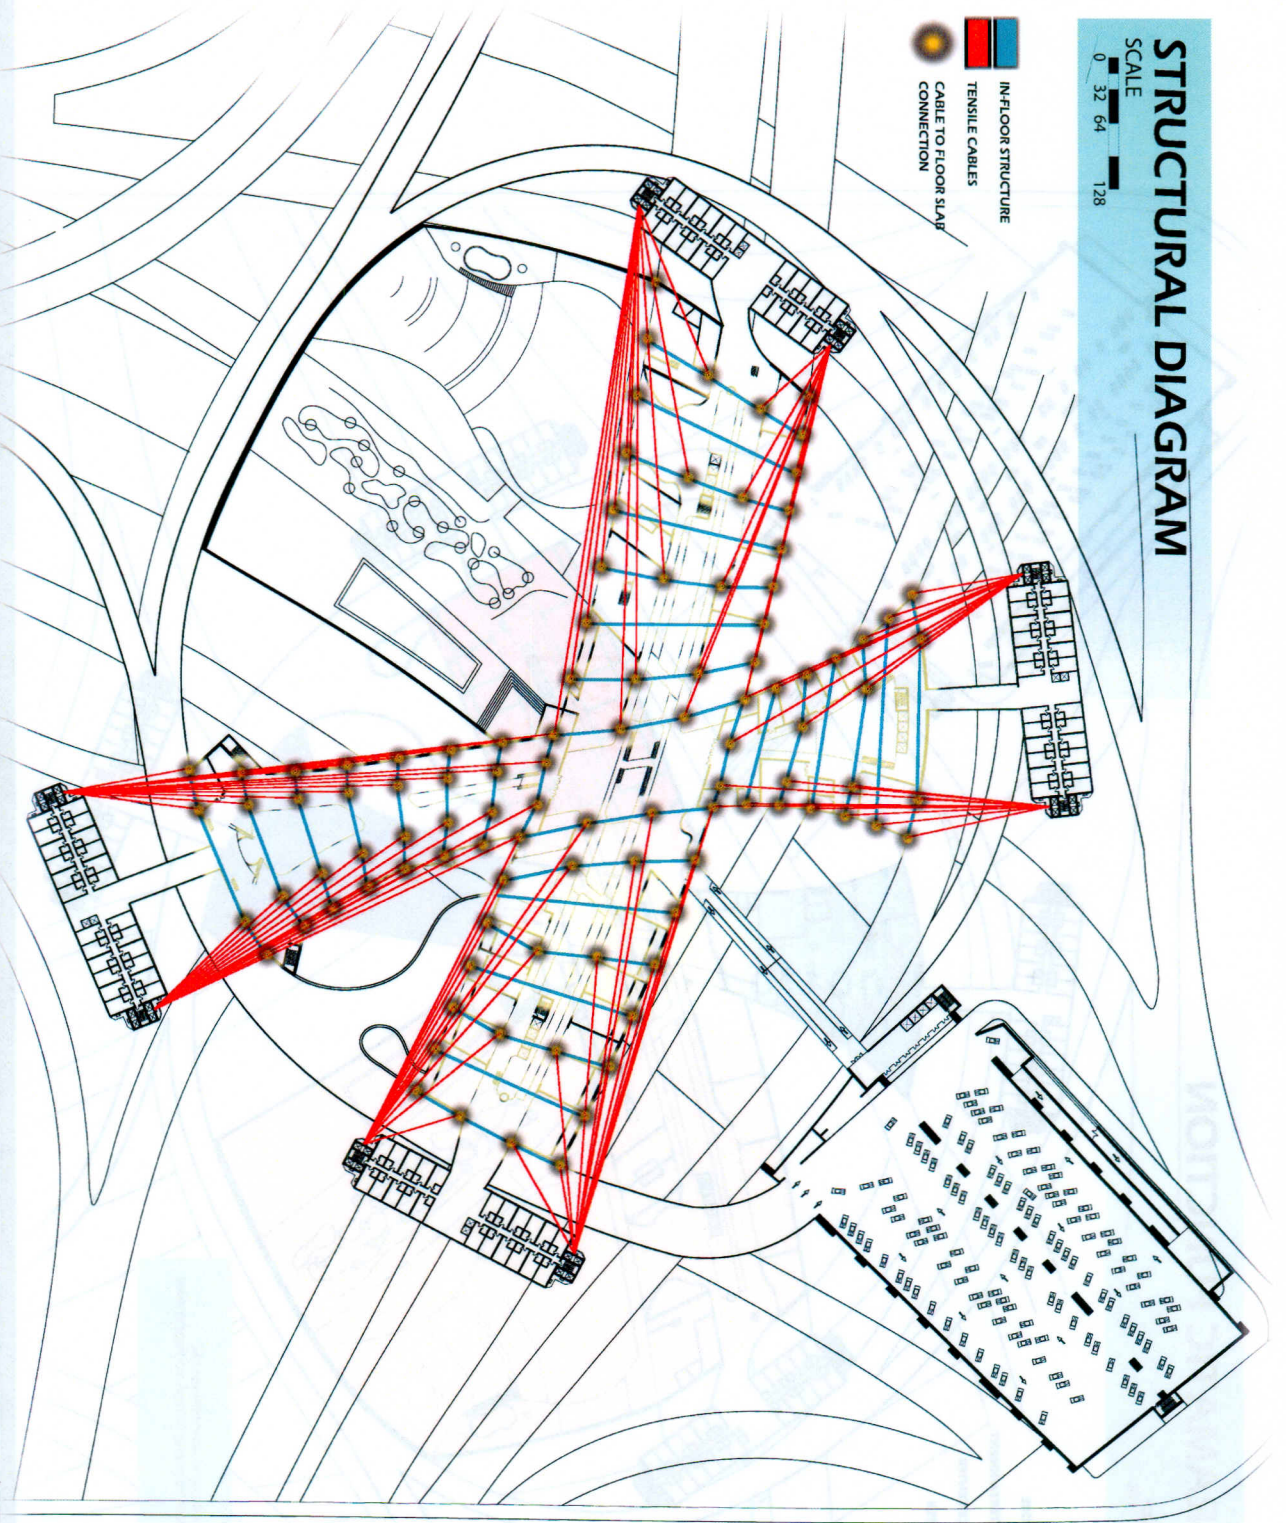 STRUCTURAL DIAGRAM
SCALE
0 32 64 128
IN-FLOOR STRUCTURE
TENSILE CABLES
CABLE TO FLOOR SLAB
CONNECTION